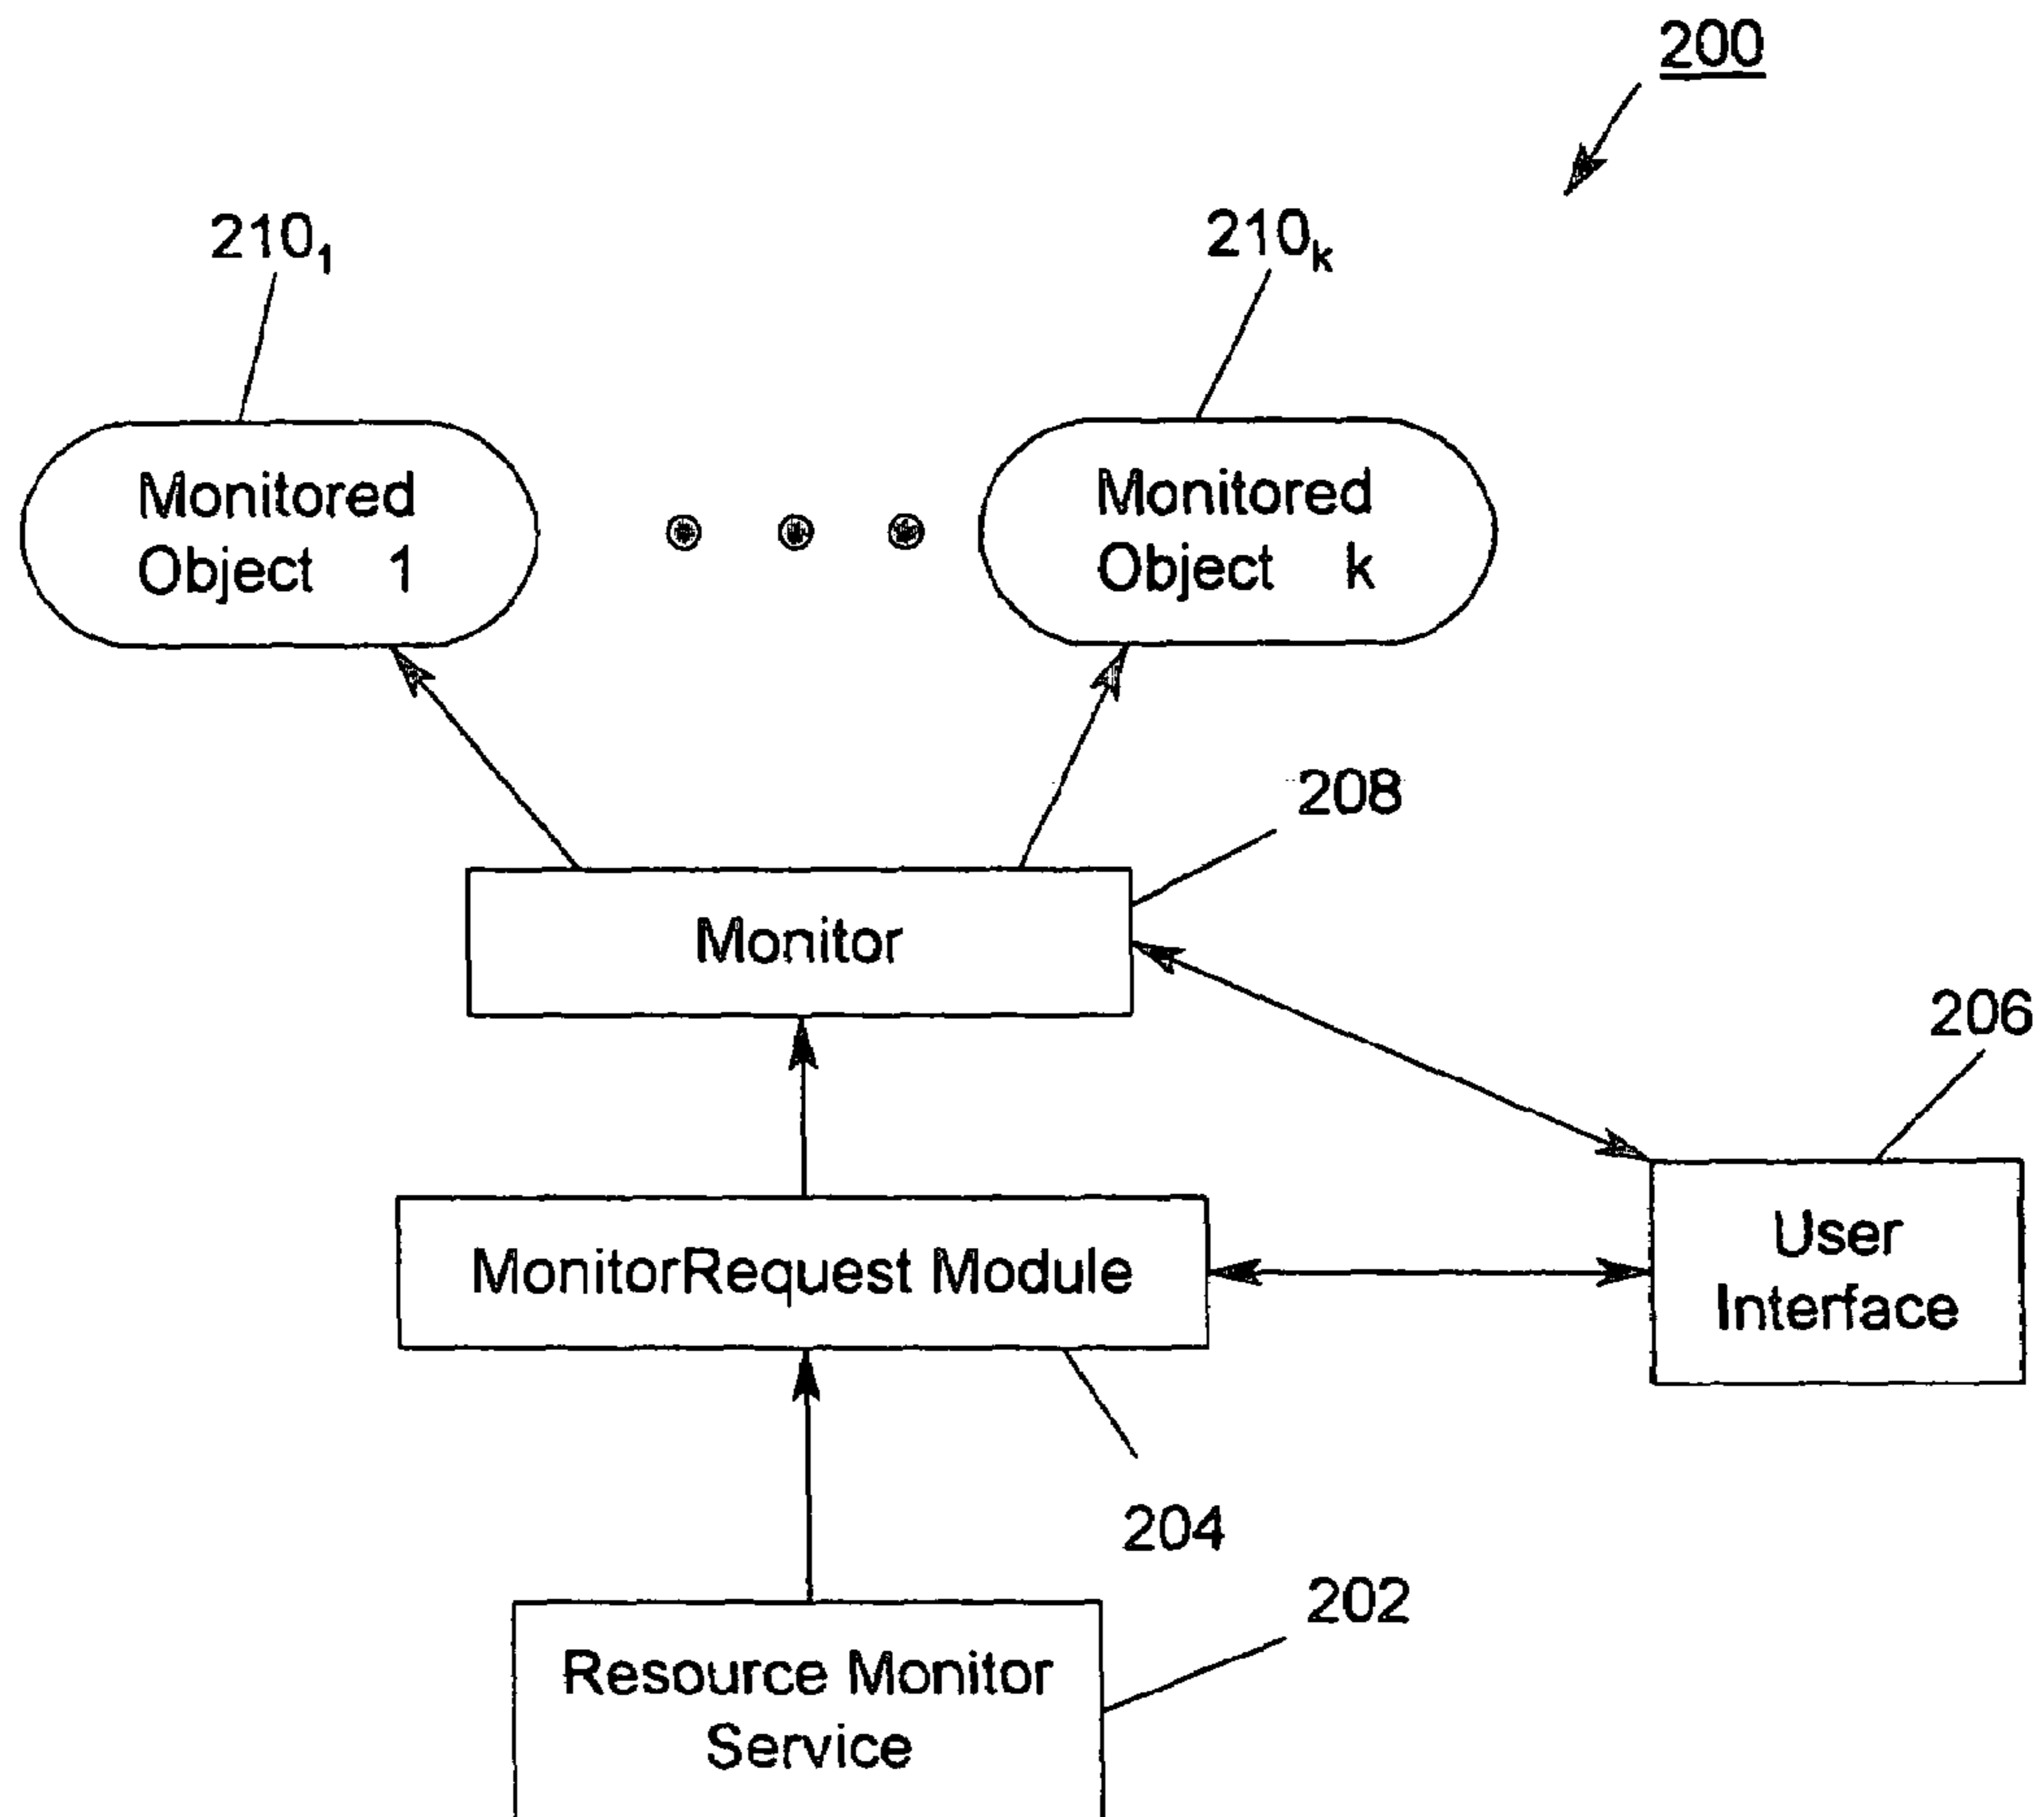 200
210₁
210ₖ
Monitored
Object 1
Monitored
Object k
208
Monitor
206
User
Interface
MonitorRequest Module
204
202
Resource Monitor
Service